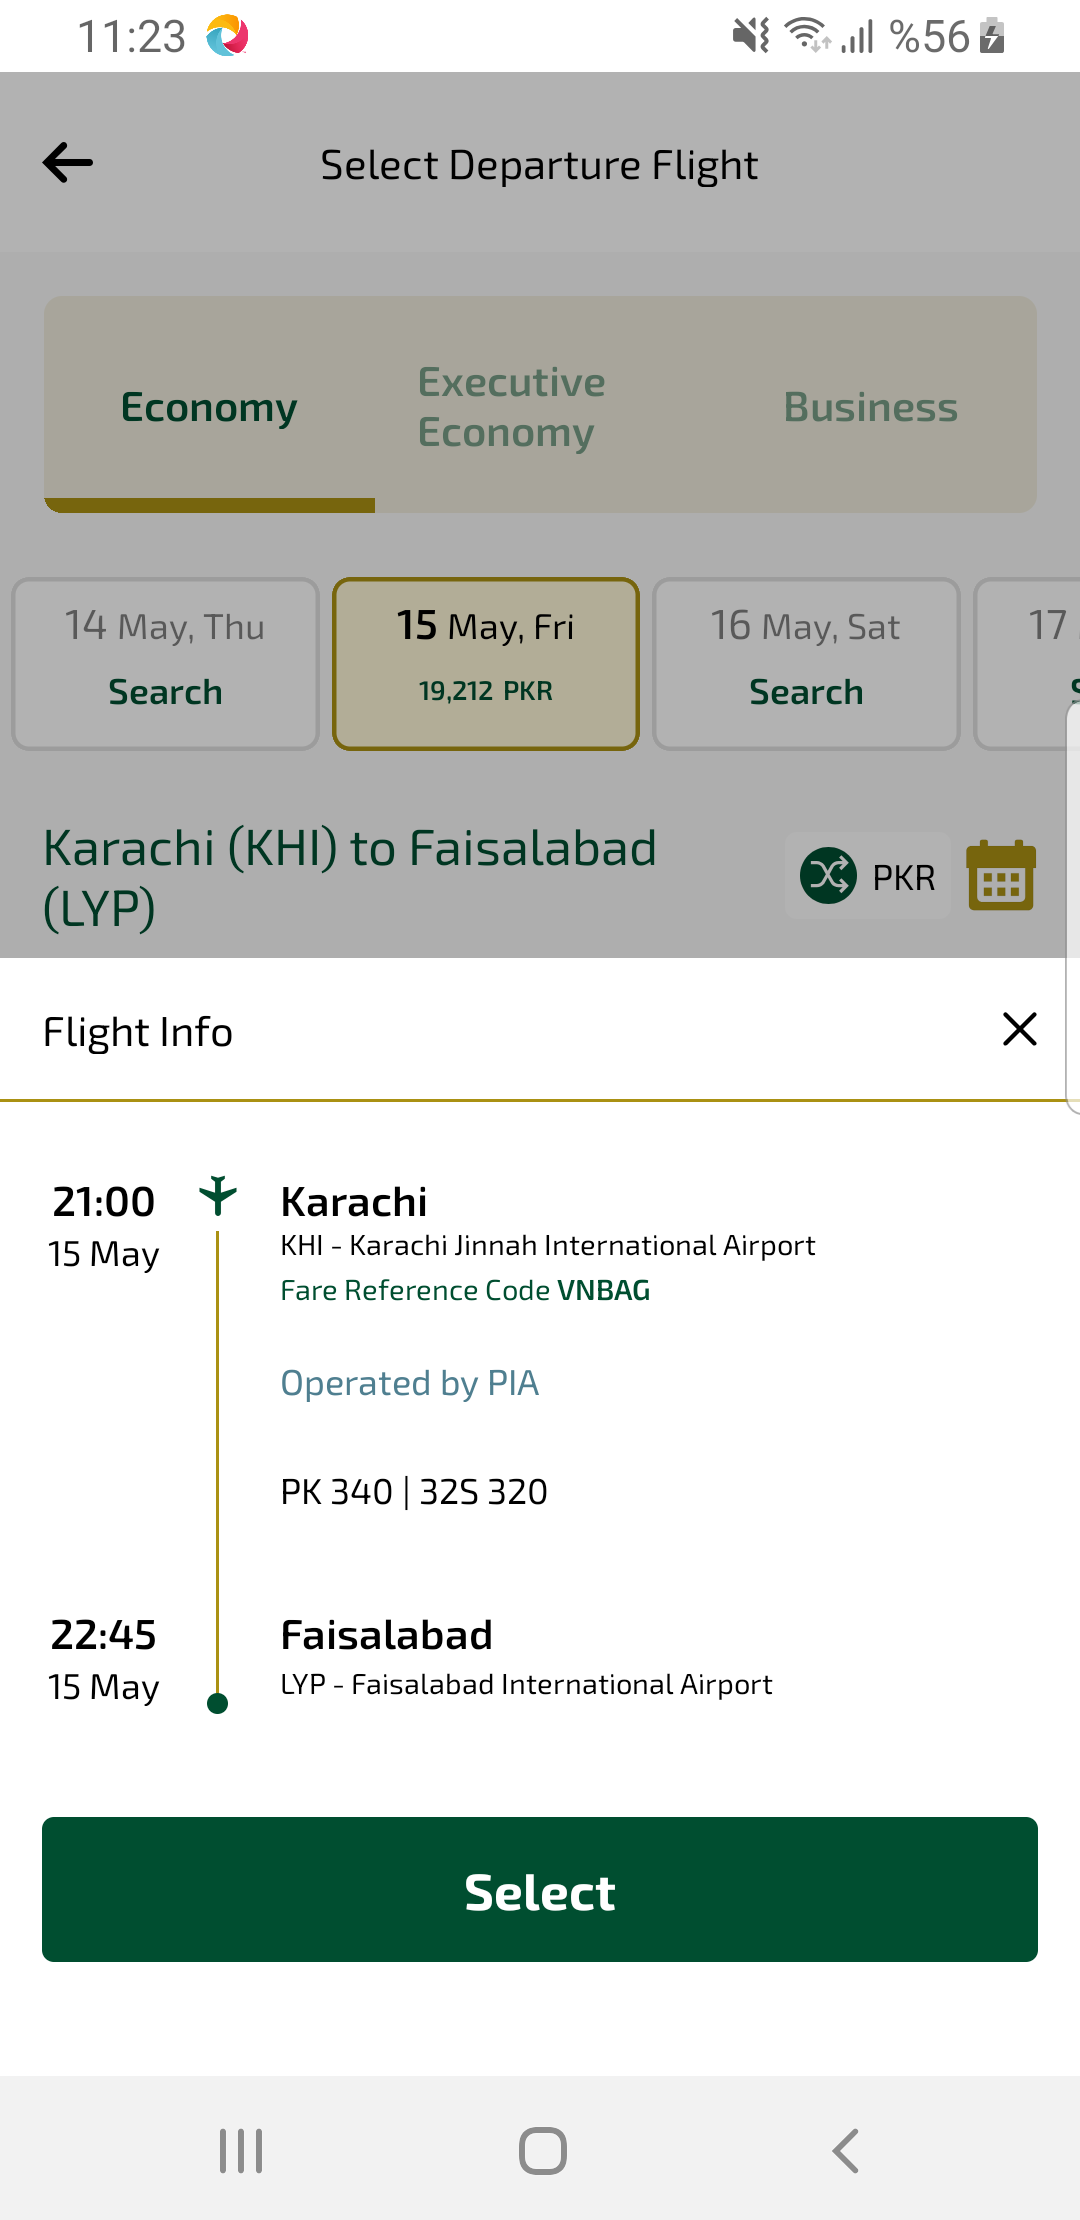 11:23 %56
Select Departure Flight
Economy
Executive
Economy
Business
14 May, Thu
Search
15 May, Fri
19,212 PKR
16 May, Sat
Search
17
Karachi (KHI) to Faisalabad
(LYP)
PKR
Flight Info
21:00
15 May
Karachi
KHI - Karachi Jinnah International Airport
Fare Reference Code VNBAG
Operated by PIA
PK 340 | 32S 320
22:45
15 May
Faisalabad
LYP - Faisalabad International Airport
Select